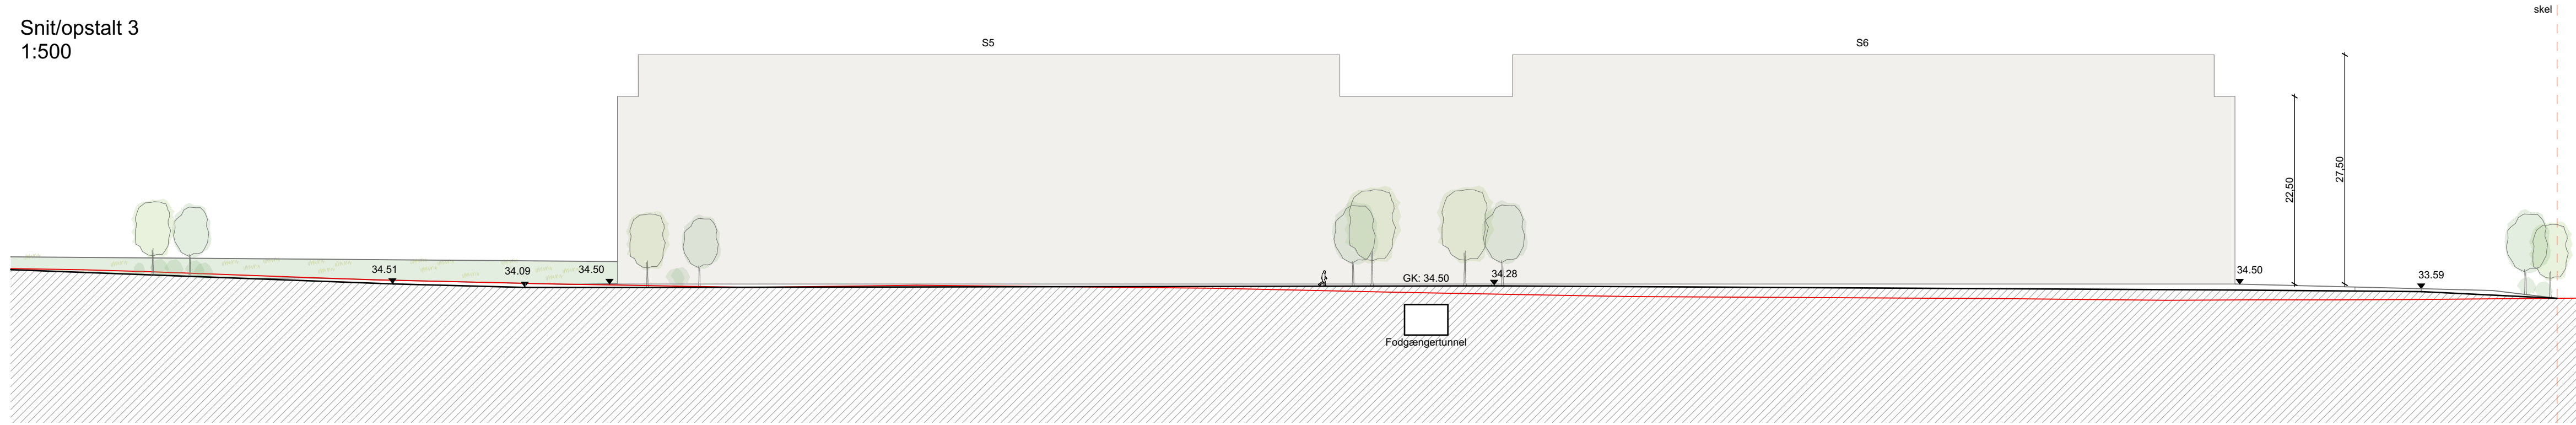 skel
Snit/opstalt 3
1:500
S5
S6
22,50
27,50
34.51
34.09
34.50
GK: 34.50
34.28
34.50
33.59
Fodgængertunnel